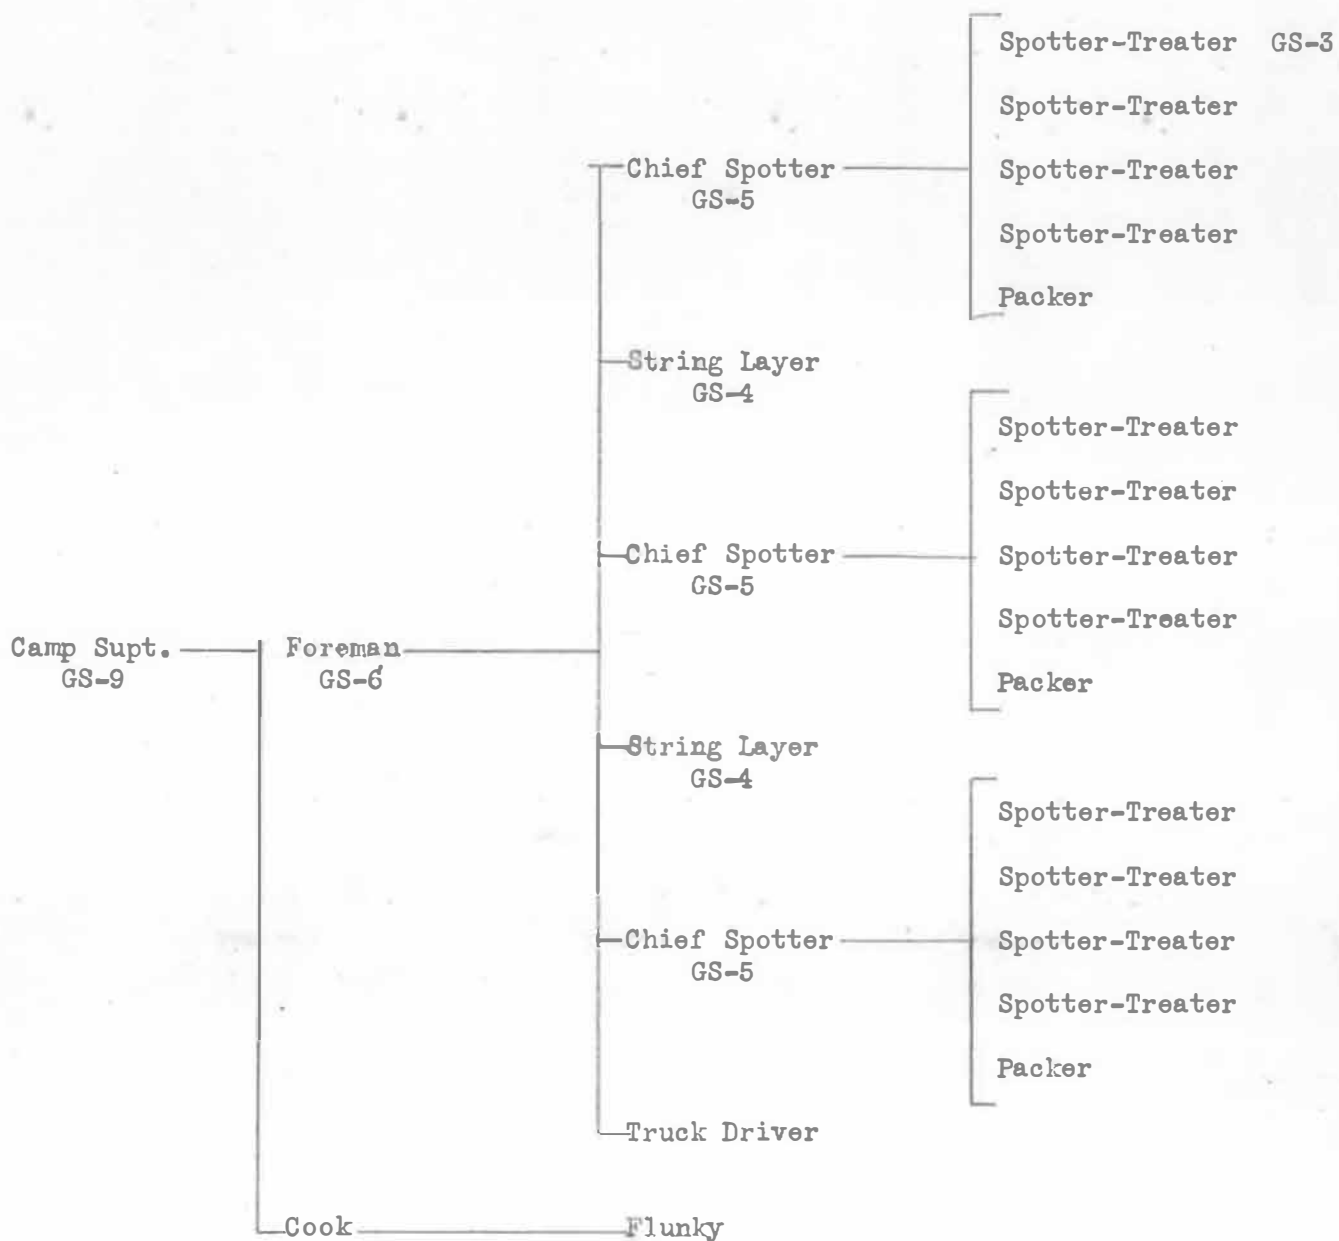 Spotter-Treater GS-3
Spotter-Treater
Chief Spotter
GS-5
Spotter-Treater
Spotter-Treater
Packer
String Layer
GS-4
Spotter-Treater
Spotter-Treater
Chief Spotter
GS-5
Spotter-Treater
Spotter-Treater
Packer
Camp Supt.
GS-9
Foreman
GS-6
String Layer
GS-4
Spotter-Treater
Spotter-Treater
Chief Spotter
GS-5
Spotter-Treater
Spotter-Treater
Packer
Truck Driver
Cook
Flunky